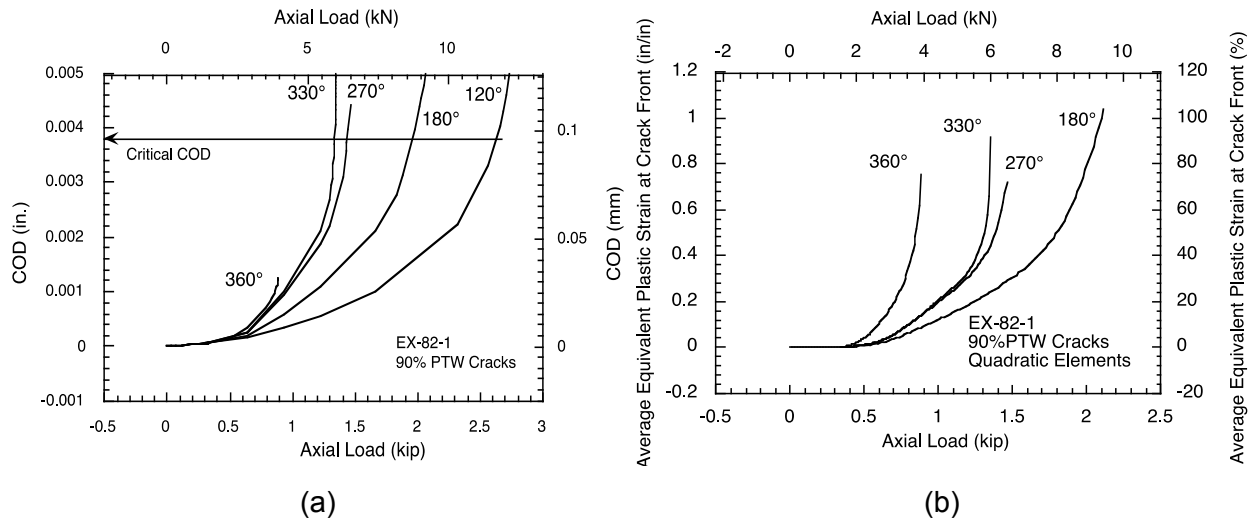 Axial Load (kN)
0 5 10
0.005
0.004
0.003
0.002
0.001
0
-0.001
COD (in.)
330°
270°
180°
120°
Critical COD
360°
EX-82-1
90% PTW Cracks
0.1
0.05
0
COD (mm)
-0.5 0 0.5 1 1.5 2 2.5 3
Axial Load (kip)
(a)
(b)
Axial Load (kN)
-2 0 2 4 6 8 10
Average Equivalent Plastic Strain at Crack Front (in/in)
1.2
1
0.8
0.6
0.4
0.2
0
-0.2
360°
330°
270°
180°
EX-82-1
90%PTW Cracks
Quadratic Elements
120
100
80
60
40
20
0
-20
Average Equivalent Plastic Strain at Crack Front (%)
-0.5 0 0.5 1 1.5 2 2.5
Axial Load (kip)
(b)